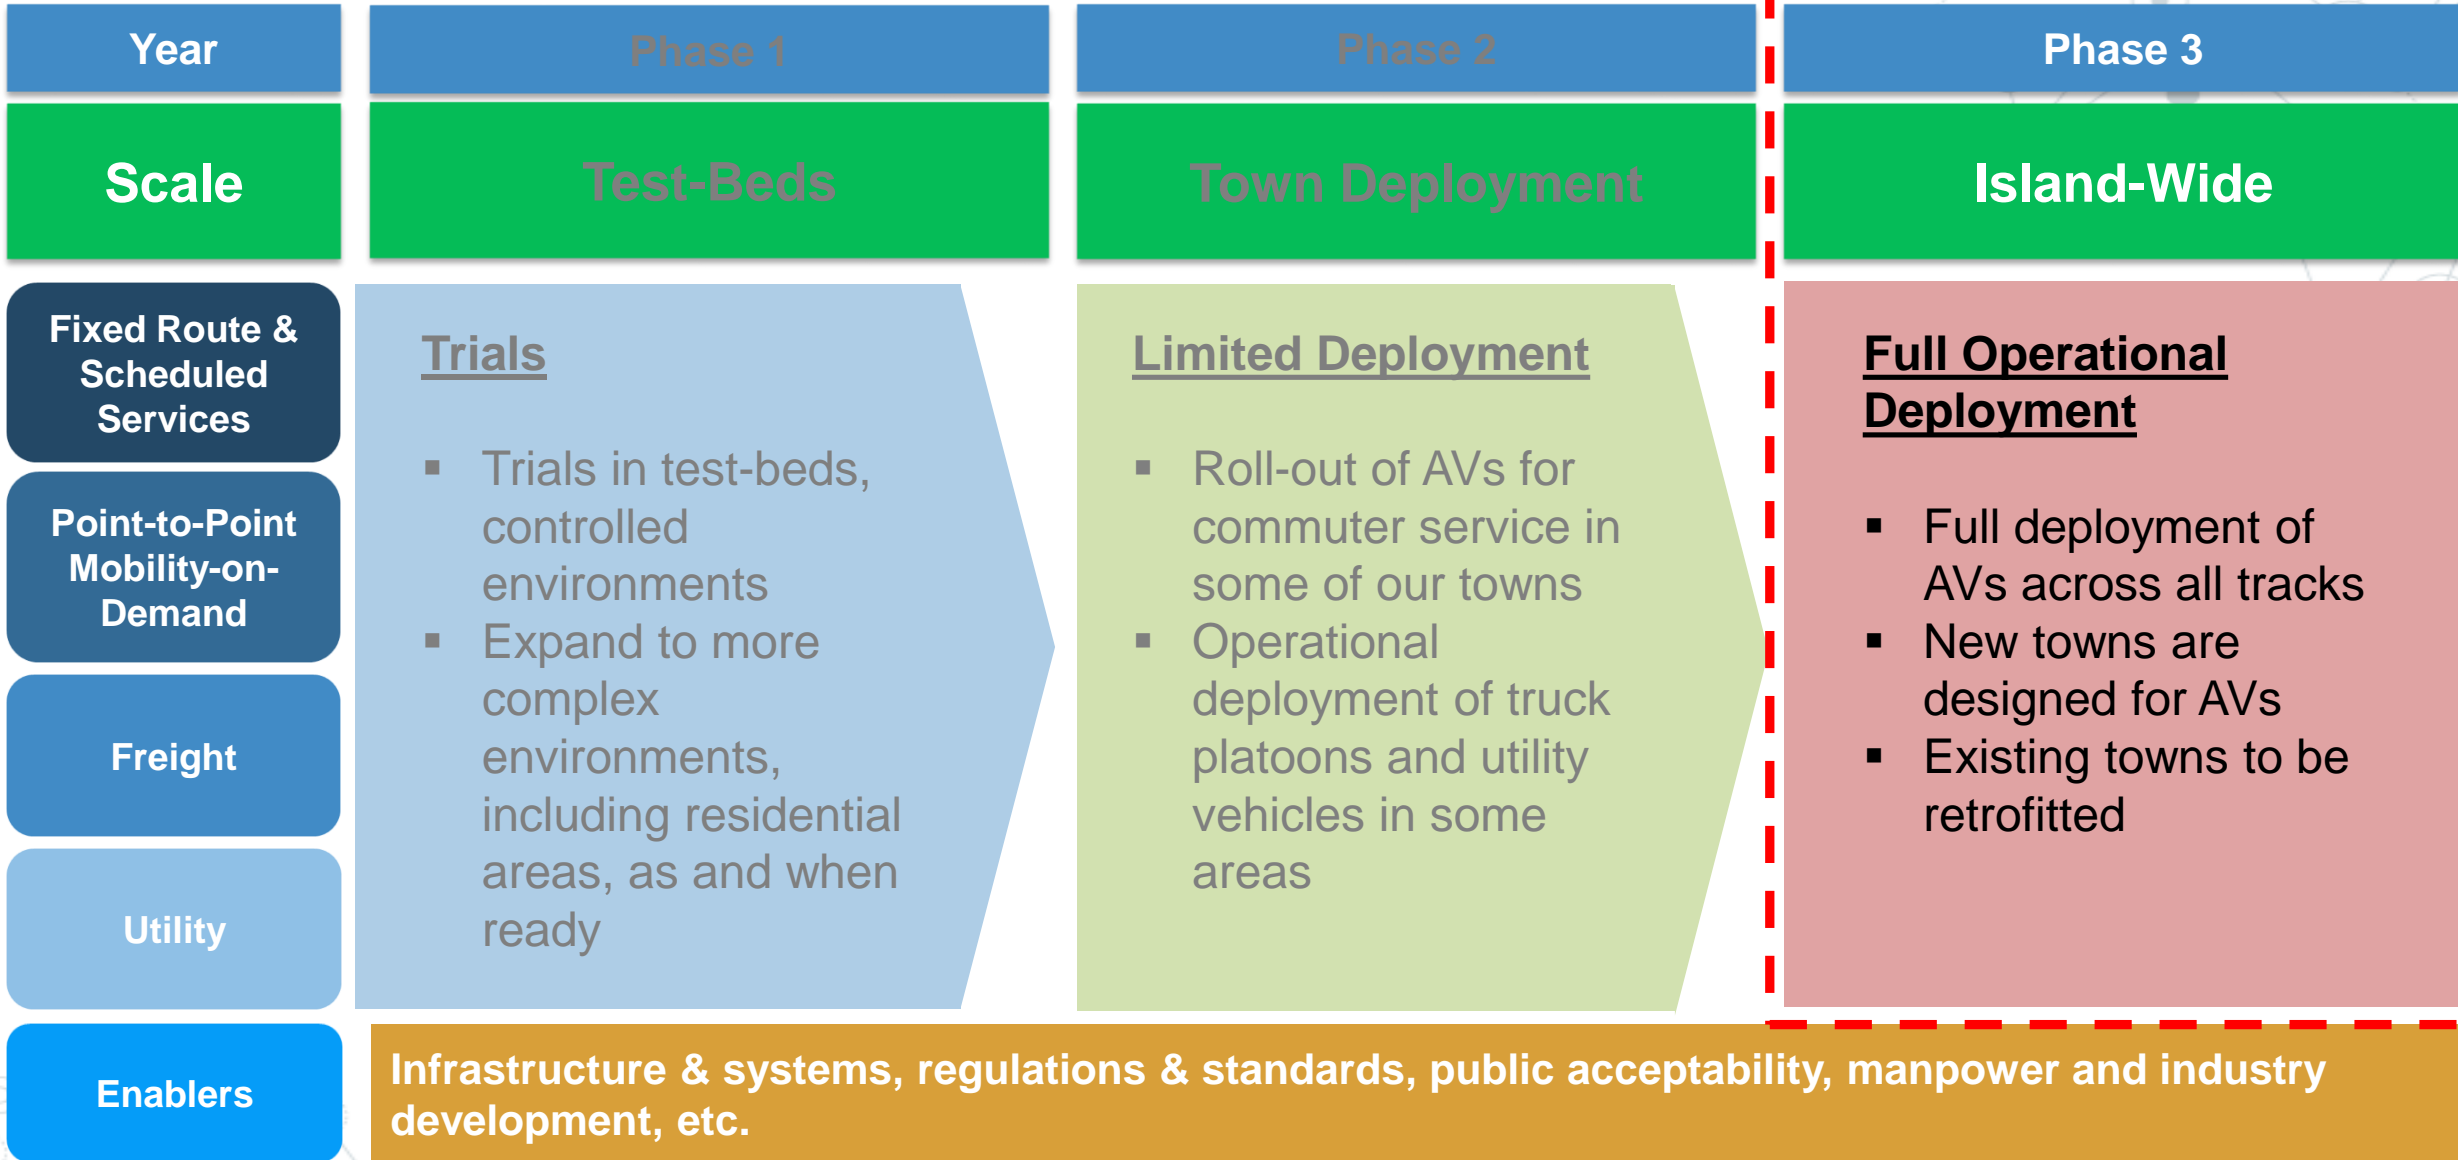 Year
Phase 1
Phase 2
Phase 3
Scale
Test-Beds
Town Deployment
Island-Wide
Fixed Route &
Scheduled
Services
Point-to-Point
Mobility-on-
Demand
Freight
Utility
Trials
▪ Trials in test-beds,
controlled
environments
▪ Expand to more
complex
environments,
including residential
areas, as and when
ready
Limited Deployment
▪ Roll-out of AVs for
commuter service in
some of our towns
▪ Operational
deployment of truck
platoons and utility
vehicles in some
areas
Full Operational
Deployment
▪ Full deployment of
AVs across all tracks
▪ New towns are
designed for AVs
▪ Existing towns to be
retrofitted
Enablers
Infrastructure & systems, regulations & standards, public acceptability, manpower and industry
development, etc.